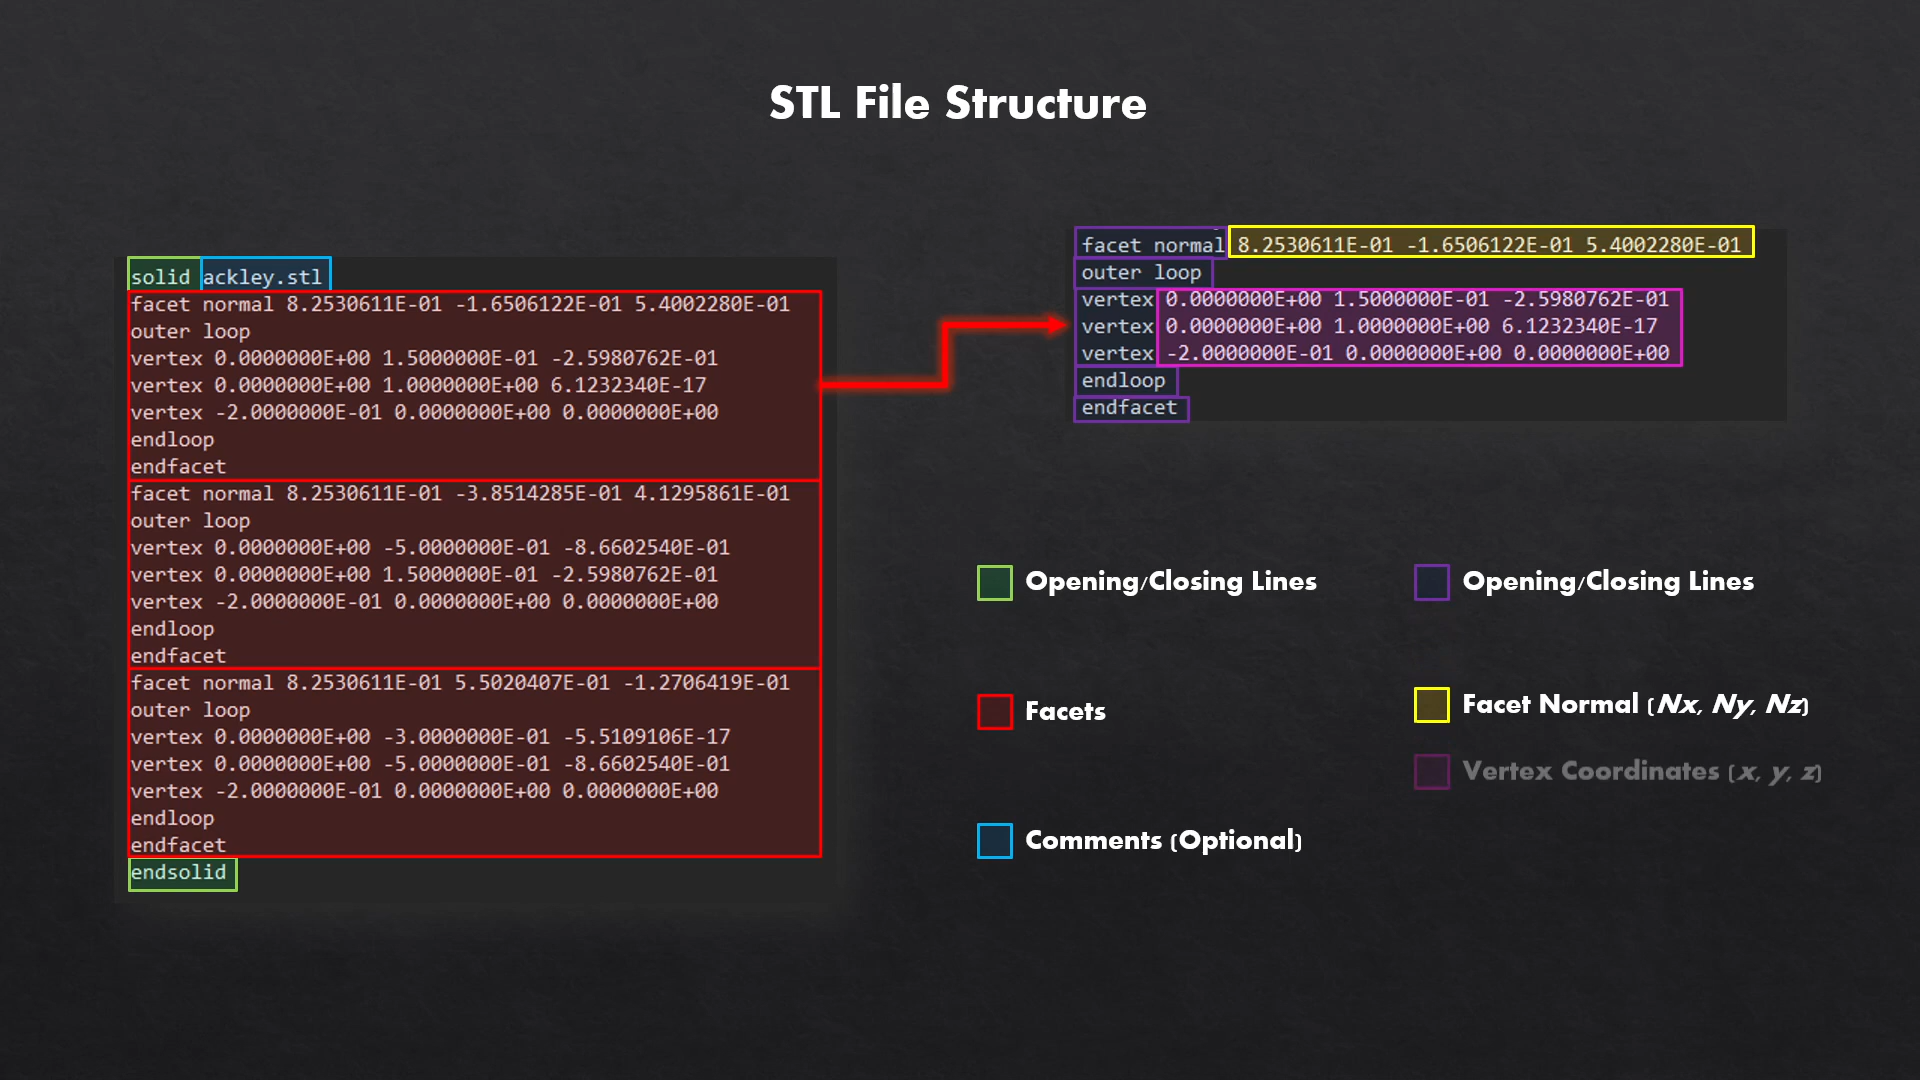 STL File Structure
solid ackley.stl
facet normal 8.2530611E-01 -1.6506122E-01 5.4002280E-01
outer loop
vertex 0.0000000E+00 1.5000000E-01 -2.5980762E-01
vertex 0.0000000E+00 1.0000000E+00 6.1232340E-17
vertex -2.0000000E-01 0.0000000E+00 0.0000000E+00
endloop
endfacet
facet normal 8.2530611E-01 -3.8514285E-01 4.1295861E-01
outer loop
vertex 0.0000000E+00 -5.0000000E-01 -8.6602540E-01
vertex 0.0000000E+00 1.5000000E-01 -2.5980762E-01
vertex -2.0000000E-01 0.0000000E+00 0.0000000E+00
endloop
endfacet
facet normal 8.2530611E-01 5.5020407E-01 -1.2706419E-01
outer loop
vertex 0.0000000E+00 -3.0000000E-01 -5.5109106E-17
vertex 0.0000000E+00 -5.0000000E-01 -8.6602540E-01
vertex -2.0000000E-01 0.0000000E+00 0.0000000E+00
endloop
endfacet
endsolid
facet normal 8.2530611E-01 -1.6506122E-01 5.4002280E-01
outer loop
vertex 0.0000000E+00 1.5000000E-01 -2.5980762E-01
vertex 0.0000000E+00 1.0000000E+00 6.1232340E-17
vertex -2.0000000E-01 0.0000000E+00 0.0000000E+00
endloop
endfacet
Opening/Closing Lines
Facets
Comments (Optional)
Opening/Closing Lines
Facet Normal (Nx, Ny, Nz)
Vertex Coordinates (x, y, z)